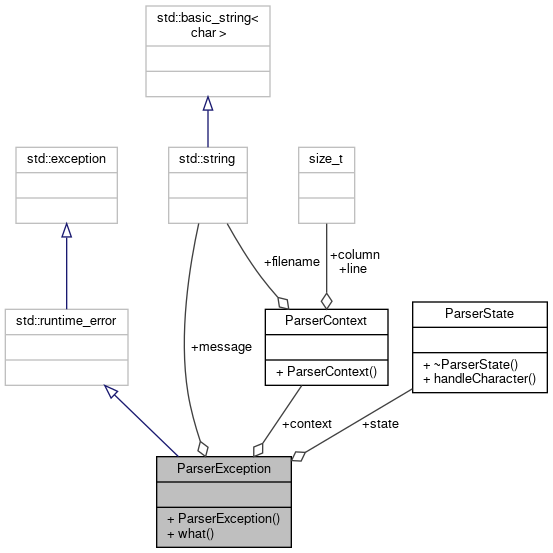 std::basic_string<
char >
std::exception
std::string
size_t
+filename
+column
+line
std::runtime_error
ParserContext
+ ParserContext()
ParserState
+ ~ParserState()
+ handleCharacter()
+message
+context
+state
ParserException
+ ParserException()
+ what()